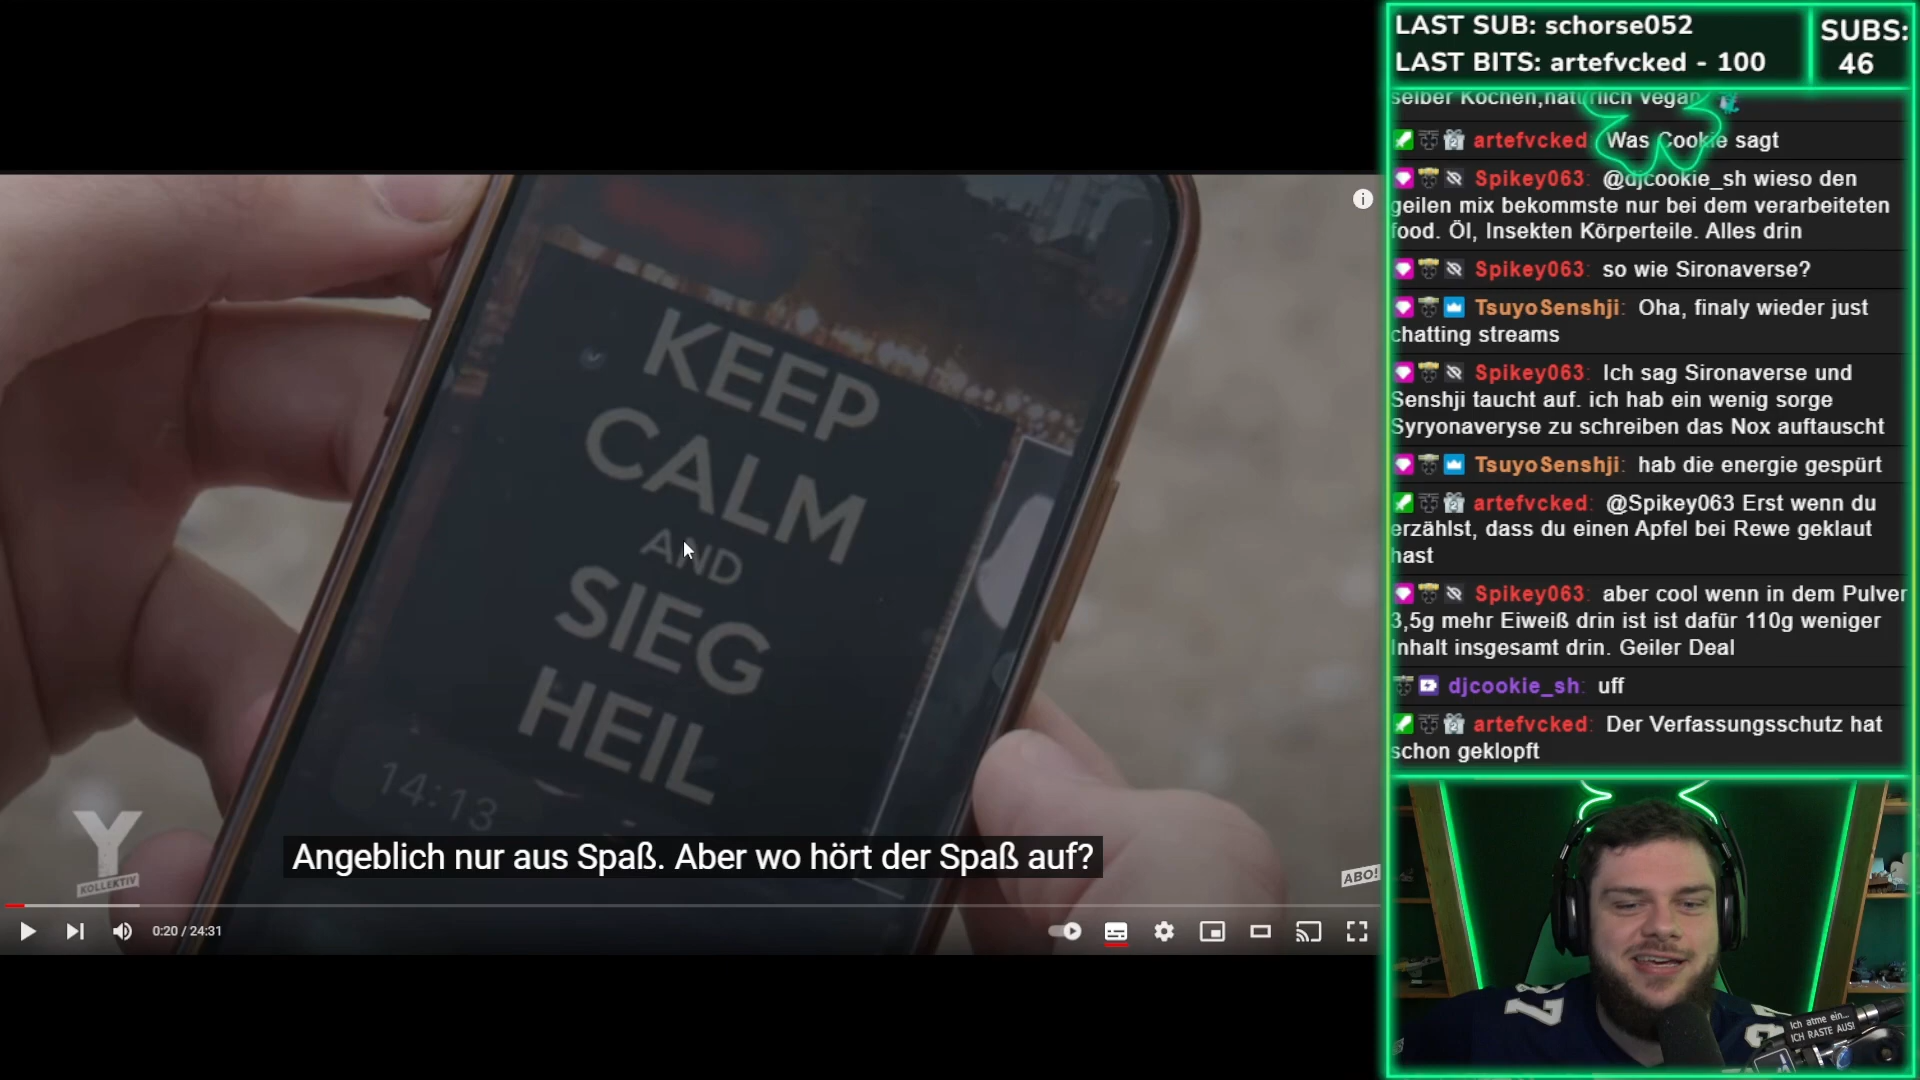 KEEP
CALM
AND
SIEG
HEIL
14:13
Y
KOLLEKTIV
Angeblich nur aus Spaß. Aber wo hört der Spaß auf?
ABO!
0:20 / 24:31
LAST SUB: schorse052
LAST BITS: artefvcked - 100
SUBS:
46
selber Kochen,natürlich vegan
artefvcked: Was Cookie sagt
Spikey063: @djcookie_sh wieso den
geilen mix bekommste nur bei dem verarbeiteten
food. Öl, Insekten Körperteile. Alles drin
Spikey063: so wie Sironaverse?
TsuyoSenshji: Oha, finaly wieder just
chatting streams
Spikey063: Ich sag Sironaverse und
Senshji taucht auf. ich hab ein wenig sorge
Syryonaveryse zu schreiben das Nox auftauscht
TsuyoSenshji: hab die energie gespürt
artefvcked: @Spikey063 Erst wenn du
erzählst, dass du einen Apfel bei Rewe geklaut
hast
Spikey063: aber cool wenn in dem Pulver
3,5g mehr Eiweiß drin ist ist dafür 110g weniger
Inhalt insgesamt drin. Geiler Deal
djcookie_sh: uff
artefvcked: Der Verfassungsschutz hat
schon geklopft
Ich atme ein...
ICH RASTE AUS!